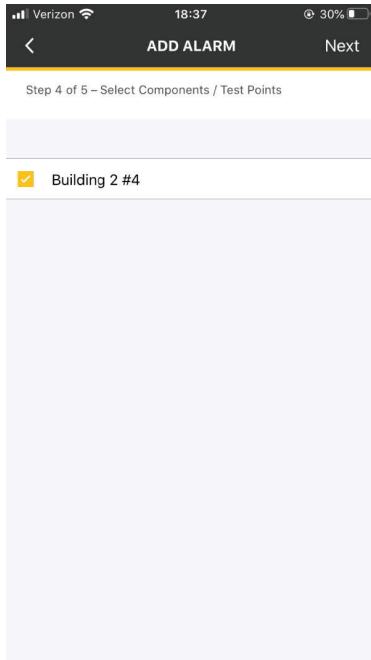 Verizon 18:37 30%
ADD ALARM Next
Step 4 of 5 – Select Components / Test Points
Building 2 #4